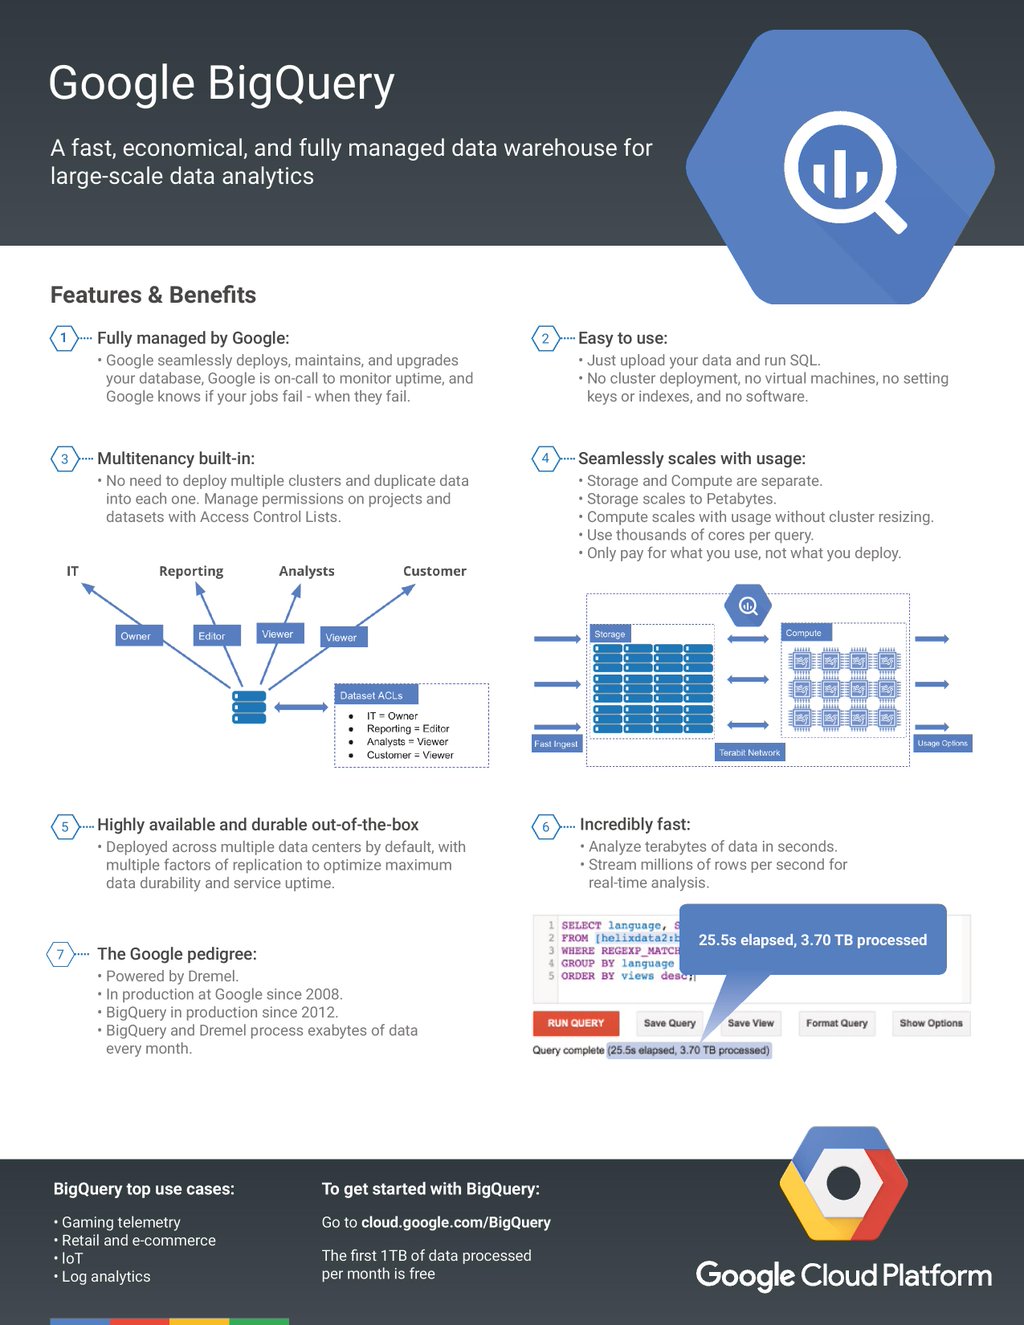 Google BigQuery
A fast, economical, and fully managed data warehouse for
large-scale data analytics
Features & Benefits
1
Fully managed by Google:
• Google seamlessly deploys, maintains, and upgrades
your database, Google is on-call to monitor uptime, and
Google knows if your jobs fail - when they fail.
2
Easy to use:
• Just upload your data and run SQL.
• No cluster deployment, no virtual machines, no setting
keys or indexes, and no software.
3
Multitenancy built-in:
• No need to deploy multiple clusters and duplicate data
into each one. Manage permissions on projects and
datasets with Access Control Lists.
IT Reporting Analysts Customer
Owner Editor Viewer Viewer
Dataset ACLs
● IT = Owner
● Reporting = Editor
● Analysts = Viewer
● Customer = Viewer
4
Seamlessly scales with usage:
• Storage and Compute are separate.
• Storage scales to Petabytes.
• Compute scales with usage without cluster resizing.
• Use thousands of cores per query.
• Only pay for what you use, not what you deploy.
Storage
Compute
Fast Ingest
Terabit Network
Usage Options
5
Highly available and durable out-of-the-box
• Deployed across multiple data centers by default, with
multiple factors of replication to optimize maximum
data durability and service uptime.
6
Incredibly fast:
• Analyze terabytes of data in seconds.
• Stream millions of rows per second for
real-time analysis.
1 SELECT language, S
2 FROM [helixdata2:b
3 WHERE REGEXP_MATCH
4 GROUP BY language
5 ORDER BY views desc;
25.5s elapsed, 3.70 TB processed
RUN QUERY Save Query Save View Format Query Show Options
Query complete (25.5s elapsed, 3.70 TB processed)
7
The Google pedigree:
• Powered by Dremel.
• In production at Google since 2008.
• BigQuery in production since 2012.
• BigQuery and Dremel process exabytes of data
every month.
BigQuery top use cases:
• Gaming telemetry
• Retail and e-commerce
• IoT
• Log analytics
To get started with BigQuery:
Go to cloud.google.com/BigQuery
The first 1TB of data processed
per month is free
Google Cloud Platform